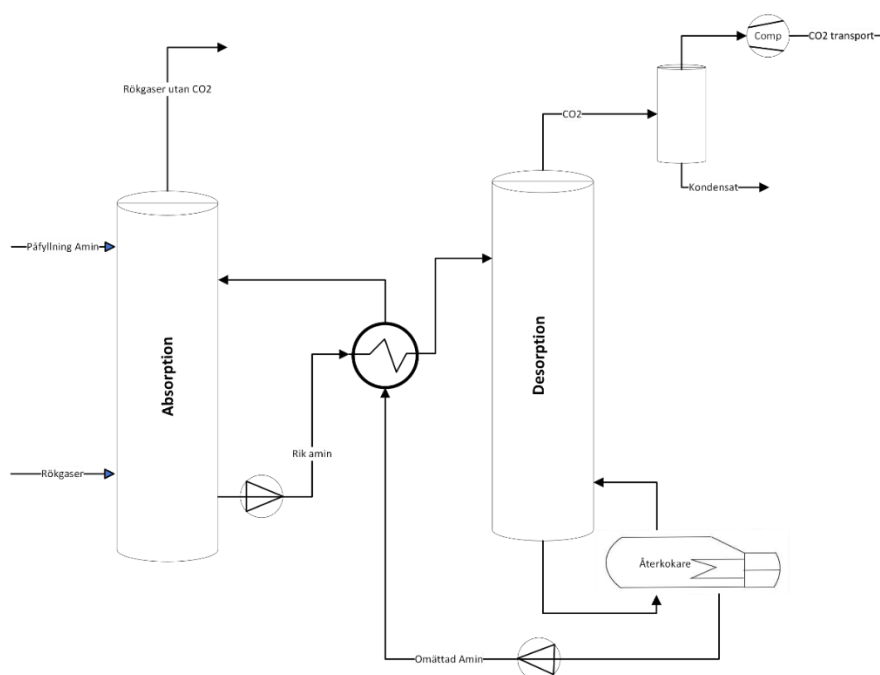 Comp
CO2 transport
Rökgaser utan CO2
CO2
Kondensat
Påfyllning Amin
Absorption
Desorption
Rik amin
Rökgaser
Återkokare
Omättad Amin